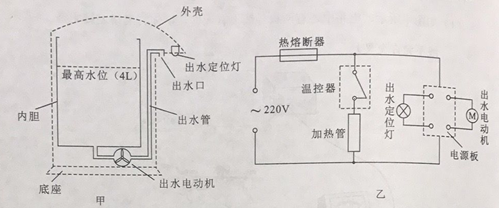 外壳
出水定位灯
最高水位（4L）
出水口
内胆
出水管
底座
出水电动机
甲
热熔断器
温控器
～220V
加热管
出水定位灯
M
出水电动机
电源板
乙